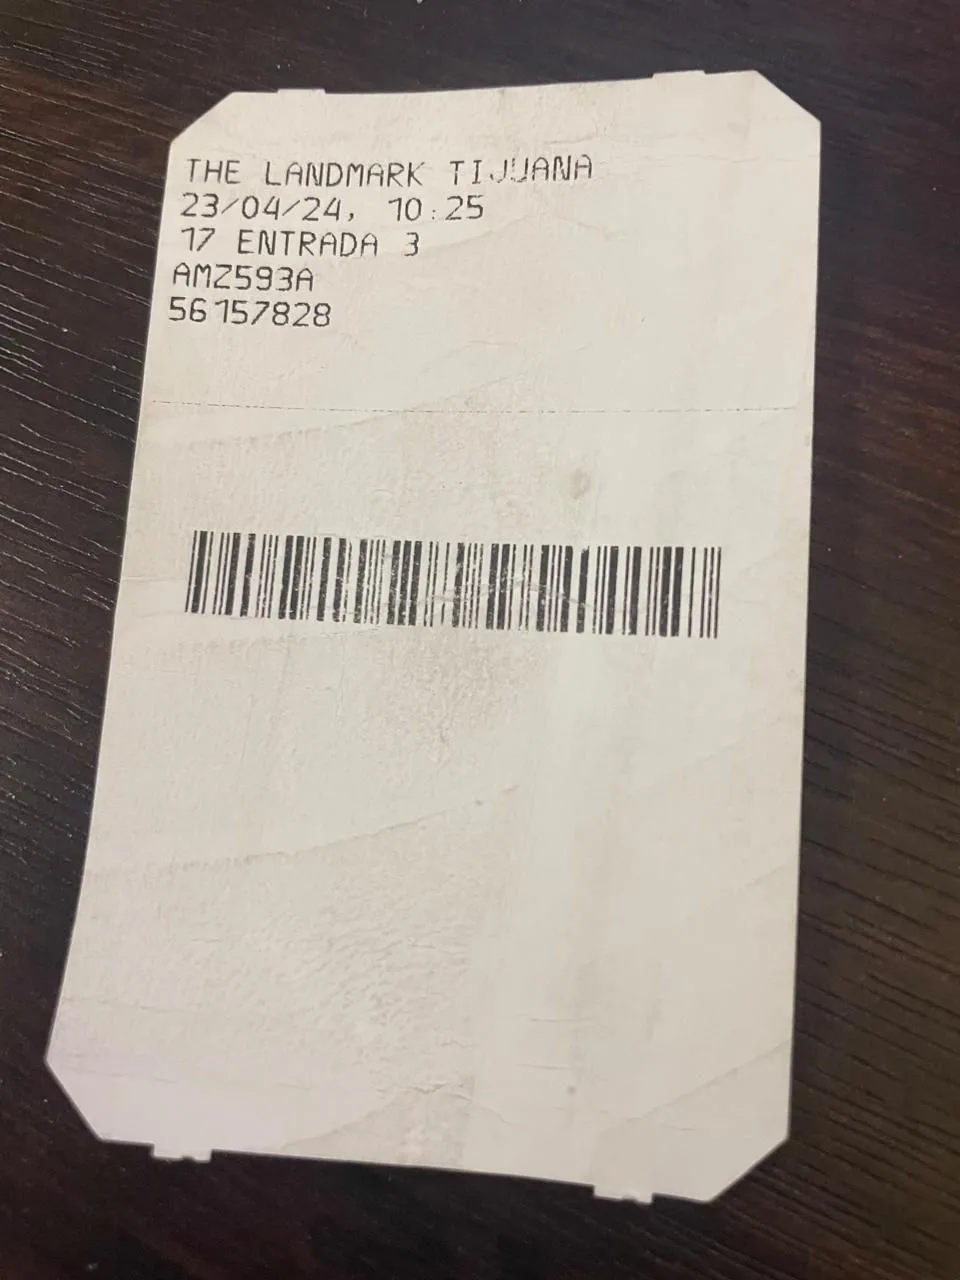 THE LANDMARK TIJUANA
23/04/24, 10:25
17 ENTRADA 3
AMZ593A
56157828